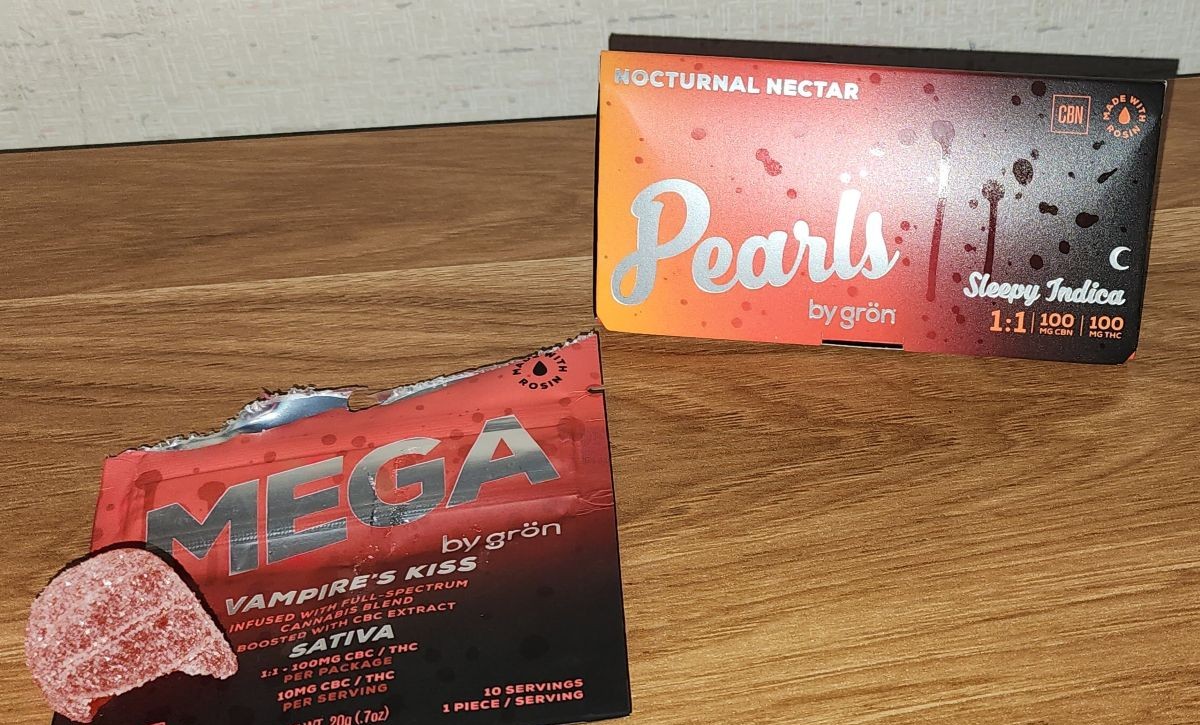 NOCTURNAL NECTAR
CBN
MADE WITH ROSIN
Pearls
by grön
Sleepy Indica
1:1 | 100 MG CBN | 100 MG THC
MADE WITH ROSIN
MEGA
by grön
VAMPIRE'S KISS
INFUSED WITH FULL-SPECTRUM
CANNABIS BLEND
BOOSTED WITH CBC EXTRACT
SATIVA
1:1 - 100MG CBC / THC
PER PACKAGE
10MG CBC / THC
PER SERVING
10 SERVINGS
1 PIECE / SERVING
WT. 20g (.7oz)